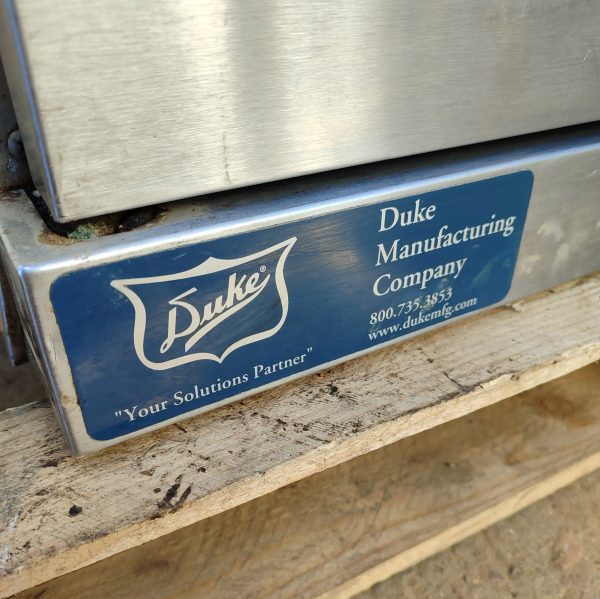 Duke®
"Your Solutions Partner"
Duke
Manufacturing
Company
800.735.3853
www.dukemfg.com